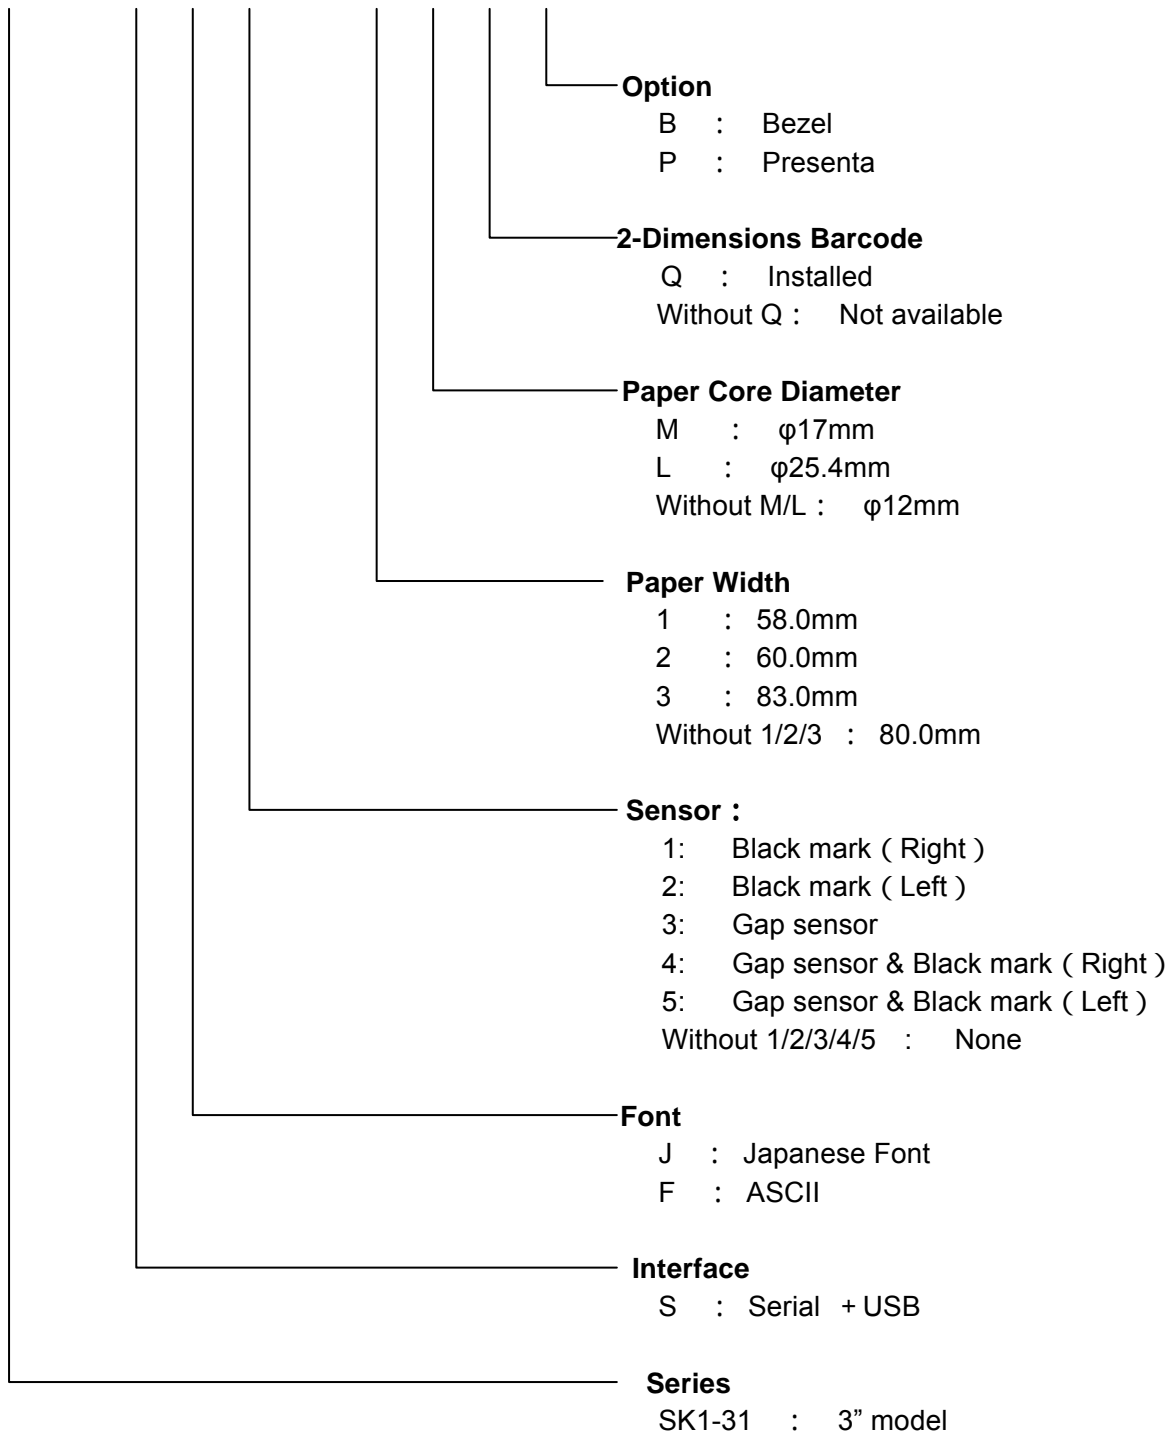 Option
B : Bezel
P : Presenta
2-Dimensions Barcode
Q : Installed
Without Q : Not available
Paper Core Diameter
M : φ17mm
L : φ25.4mm
Without M/L : φ12mm
Paper Width
1 : 58.0mm
2 : 60.0mm
3 : 83.0mm
Without 1/2/3 : 80.0mm
Sensor :
1: Black mark ( Right )
2: Black mark ( Left )
3: Gap sensor
4: Gap sensor & Black mark ( Right )
5: Gap sensor & Black mark ( Left )
Without 1/2/3/4/5 : None
Font
J : Japanese Font
F : ASCII
Interface
S : Serial + USB
Series
SK1-31 : 3” model